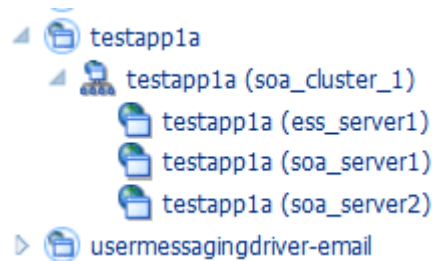 testapp1a
testapp1a (soa_cluster_1)
testapp1a (ess_server1)
testapp1a (soa_server1)
testapp1a (soa_server2)
usermessagingdriver-email